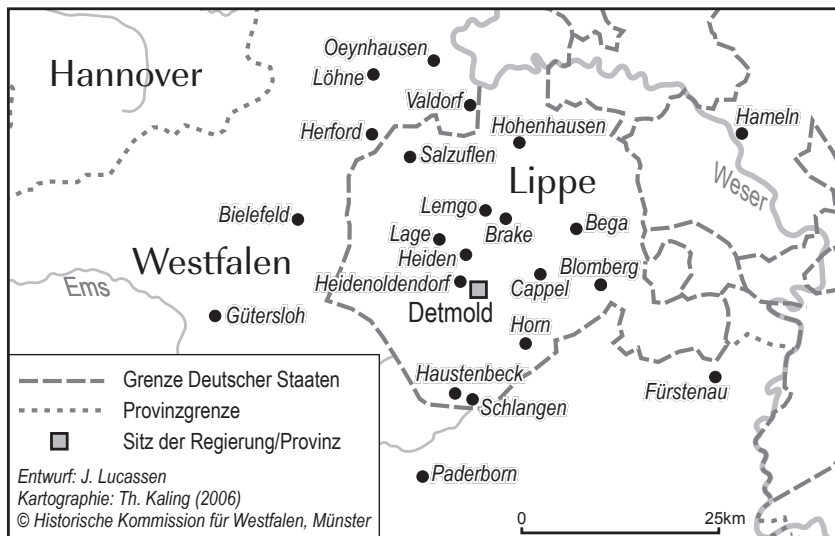 Hannover
Oeynhausen
Löhne
Valdorf
Herford
Hohenhausen
Hameln
Salzuflen
Lippe
Weser
Bielefeld
Lemgo
Brake
Bega
Lage
Westfalen
Heiden
Blomberg
Ems
Heidenoldendorf
Cappel
Detmold
Gütersloh
Horn
Haustenbeck
Schlangen
Fürstenau
Paderborn
Grenze Deutscher Staaten
Provinzgrenze
Sitz der Regierung/Provinz
Entwurf: J. Lucassen
Kartographie: Th. Kaling (2006)
© Historische Kommission für Westfalen, Münster
0 25km